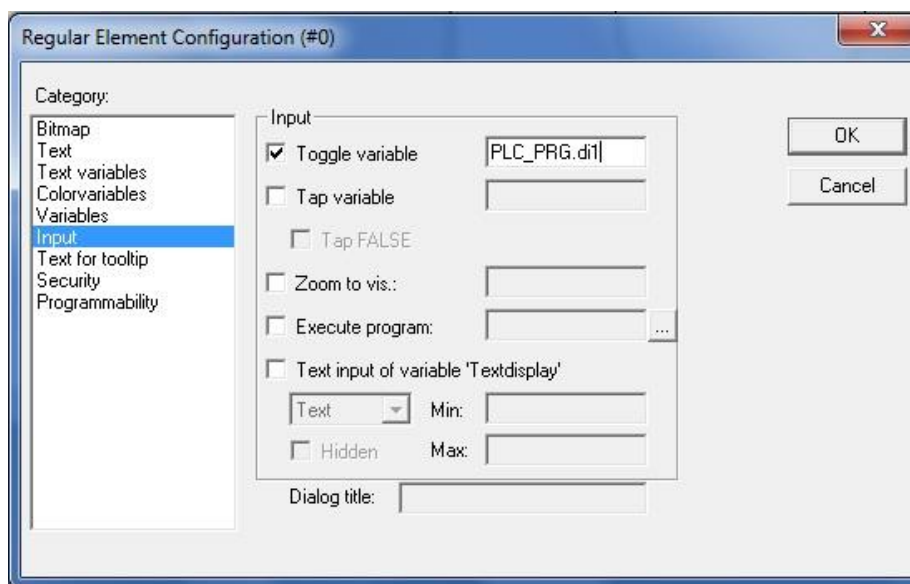 Regular Element Configuration (#0)
x
Category:
Bitmap
Text
Text variables
Colorvariables
Variables
Input
Text for tooltip
Security
Programmability
Input
Toggle variable PLC_PRG.di1
Tap variable
Tap FALSE
Zoom to vis.:
Execute program: ...
Text input of variable 'Textdisplay'
Text Min:
Hidden Max:
Dialog title:
OK
Cancel